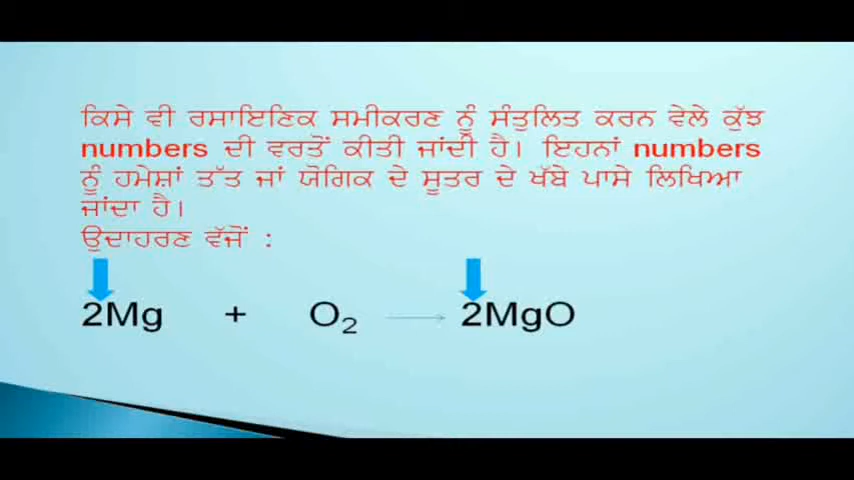 ਕਿਸੇ ਵੀ ਰਸਾਇਣਿਕ ਸਮੀਕਰਣ ਨੂੰ ਸੰਤੁਲਿਤ ਕਰਨ ਵੇਲੇ ਕੁੱਝ
numbers ਦੀ ਵਰਤੋਂ ਕੀਤੀ ਜਾਂਦੀ ਹੈ। ਇਹਨਾਂ numbers
ਨੂੰ ਹਮੇਸ਼ਾਂ ਤੱਤ ਜਾਂ ਯੋਗਿਕ ਦੇ ਸੂਤਰ ਦੇ ਖੱਬੇ ਪਾਸੇ ਲਿਖਿਆ
ਜਾਂਦਾ ਹੈ।
ਉਦਾਹਰਣ ਵੱਜੋਂ :
2Mg + O₂ → 2MgO